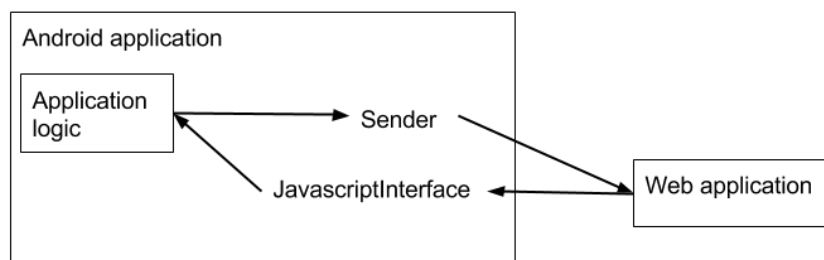 Android application
Application
logic
Sender
JavascriptInterface
Web application